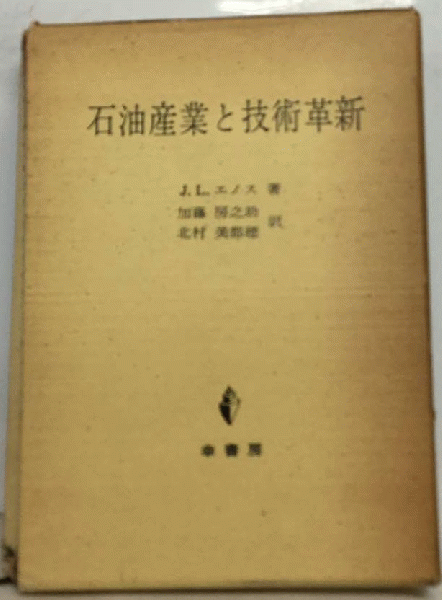 石油産業と技術革新
J.L.エノス 著
加藤 房之助
北村 美都穂 訳
幸書房